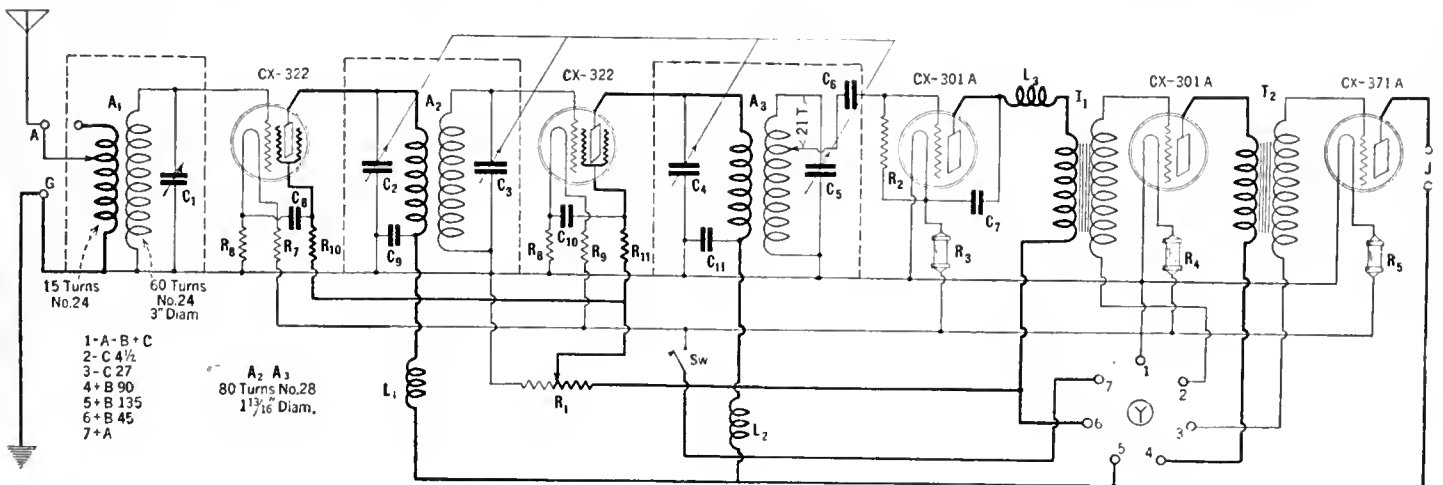 CX-322
CX-322
CX-301A
L3
CX-301A
CX-371A
A
A1
C1
C2
A2
C3
C4
A3
< 21 T. >
C6
C5
R2
I1
T2
J
G
C8
R6
R7
R10
C9
C10
R8
R9
R11
C11
C7
R3
R4
R5
15 Turns
No.24
60 Turns
No.24
3" Diam
1-A-B+C
2-C 4½
3-C 27
4+B 90
5+B 135
6+B 45
7+A
A2 A3
80 Turns No.28
1 13/16" Diam.
L1
R1
Sw
L2
1
2
3
4
5
6
7
Y